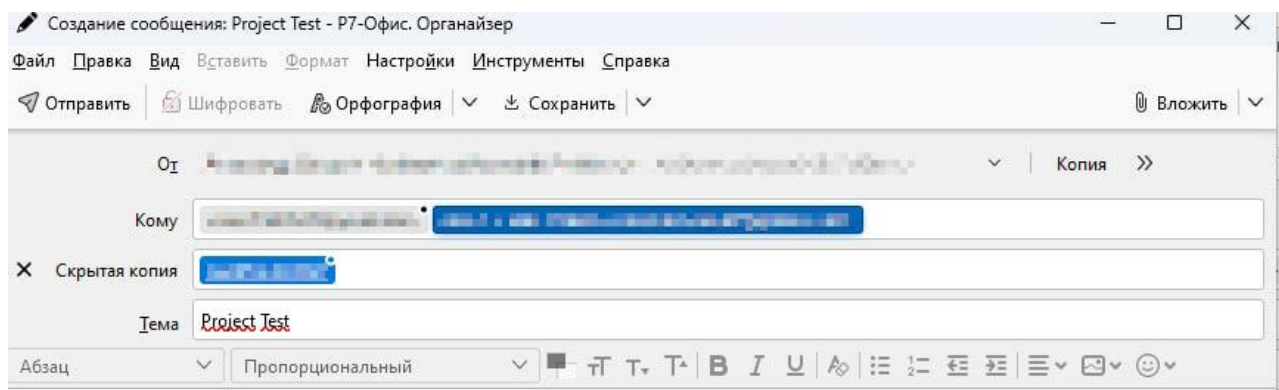 Создание сообщения: Project Test - Р7-Офис. Органайзер
Файл Правка Вид Вставить Формат Настройки Инструменты Справка
Отправить Шифровать Орфография Сохранить Вложить
От Копия
Кому
Скрытая копия
Тема Project Test
Абзац Пропорциональный